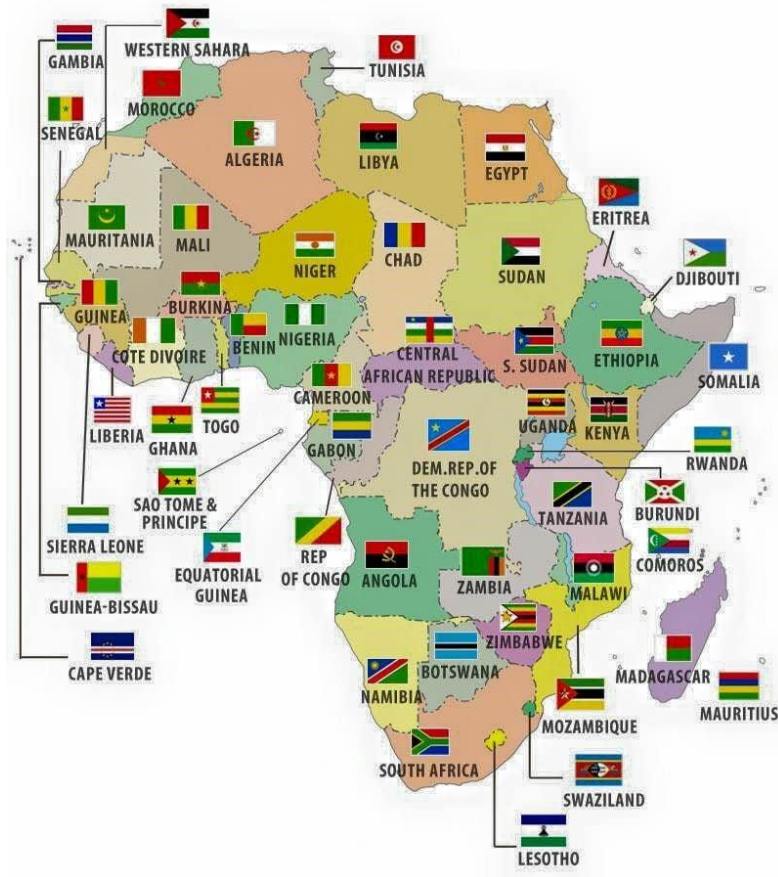 GAMBIA
WESTERN SAHARA
TUNISIA
MOROCCO
SENEGAL
ALGERIA
LIBYA
EGYPT
ERITREA
MAURITANIA
MALI
NIGER
CHAD
SUDAN
DJIBOUTI
GUINEA
BURKINA
BENIN
NIGERIA
COTE DIVOIRE
CENTRAL
AFRICAN REPUBLIC
S. SUDAN
ETHIOPIA
SOMALIA
LIBERIA
GHANA
TOGO
CAMEROON
GABON
UGANDA
KENYA
RWANDA
DEM.REP.OF
THE CONGO
SAO TOME &
PRINCIPE
TANZANIA
BURUNDI
SIERRA LEONE
EQUATORIAL
GUINEA
REP
OF CONGO
ANGOLA
ZAMBIA
MALAWI
COMOROS
GUINEA-BISSAU
CAPE VERDE
NAMIBIA
BOTSWANA
ZIMBABWE
MOZAMBIQUE
MADAGASCAR
MAURITIUS
SOUTH AFRICA
SWAZILAND
LESOTHO